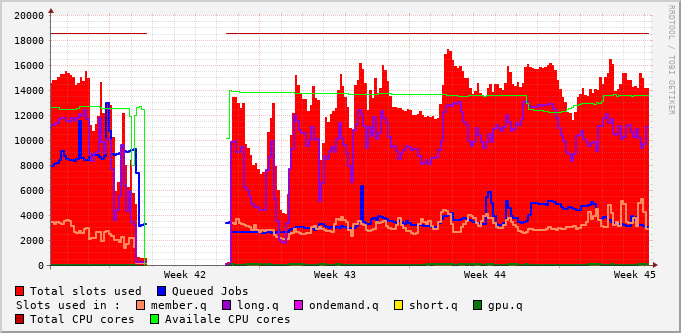 20000
18000
16000
14000
12000
10000
8000
6000
4000
2000
0
Week 42 Week 43 Week 44 Week 45
RRDTOOL / TOBI OETIKER
Total slots used Queued Jobs
Slots used in : member.q long.q ondemand.q short.q gpu.q
Total CPU cores Availale CPU cores